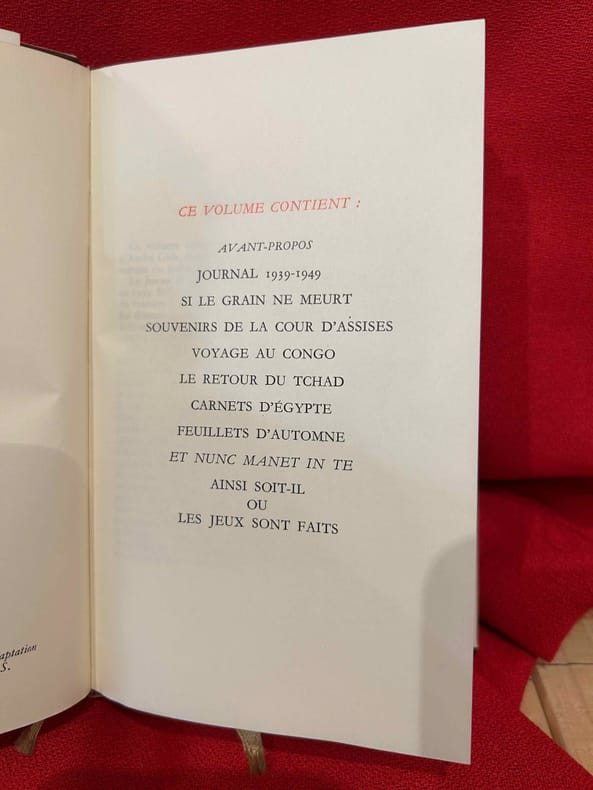 aptation
S.
CE VOLUME CONTIENT :
AVANT-PROPOS
JOURNAL 1939-1949
SI LE GRAIN NE MEURT
SOUVENIRS DE LA COUR D'ASSISES
VOYAGE AU CONGO
LE RETOUR DU TCHAD
CARNETS D'ÉGYPTE
FEUILLETS D'AUTOMNE
ET NUNC MANET IN TE
AINSI SOIT-IL
OU
LES JEUX SONT FAITS